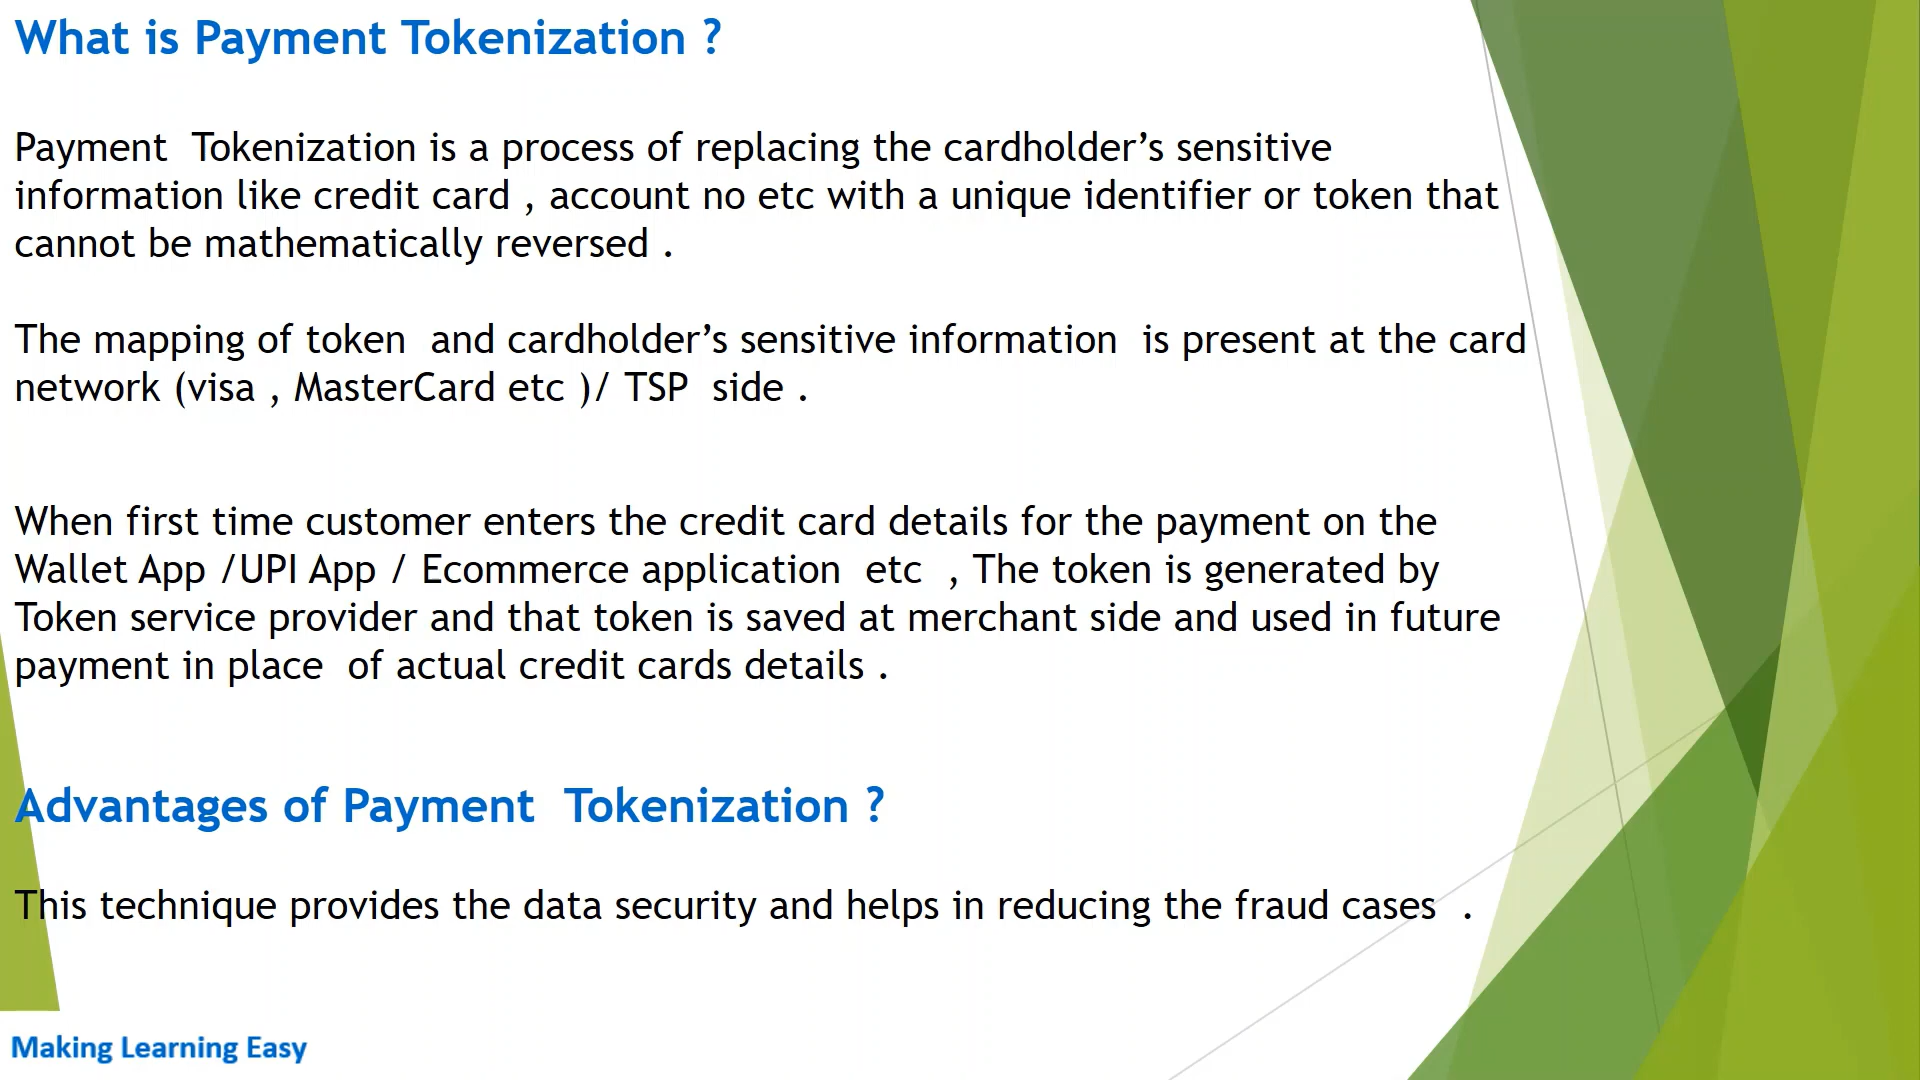 What is Payment Tokenization ?
Payment  Tokenization is a process of replacing the cardholder’s sensitive
information like credit card , account no etc with a unique identifier or token that
cannot be mathematically reversed .
The mapping of token  and cardholder’s sensitive information  is present at the card
network (visa , MasterCard etc )/ TSP  side .
When first time customer enters the credit card details for the payment on the
Wallet App /UPI App / Ecommerce application  etc  , The token is generated by
Token service provider and that token is saved at merchant side and used in future
payment in place  of actual credit cards details .
Advantages of Payment  Tokenization ?
This technique provides the data security and helps in reducing the fraud cases  .
Making Learning Easy